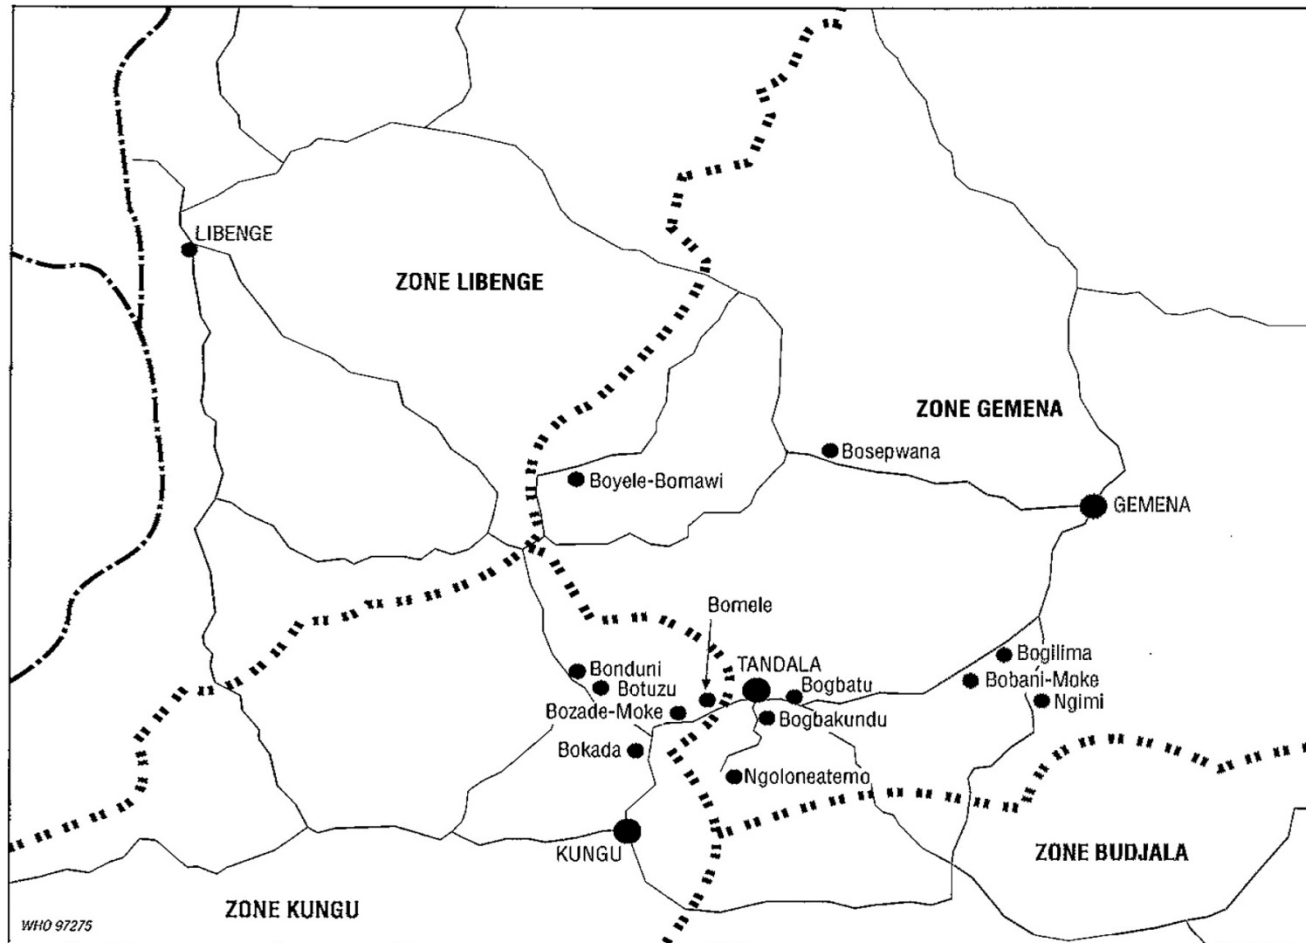 LIBENGE
ZONE LIBENGE
ZONE GEMENA
Bosepwana
Boyele-Bomawi
GEMENA
Bomele
Bogilima
TANDALA
Bonduni
Bobani-Moke
Botuzu
Bogbatu
Ngimi
Bozade-Moke
Bogbakundu
Bokada
Ngoloneatemo
KUNGU
ZONE BUDJALA
ZONE KUNGU
WHO 97275